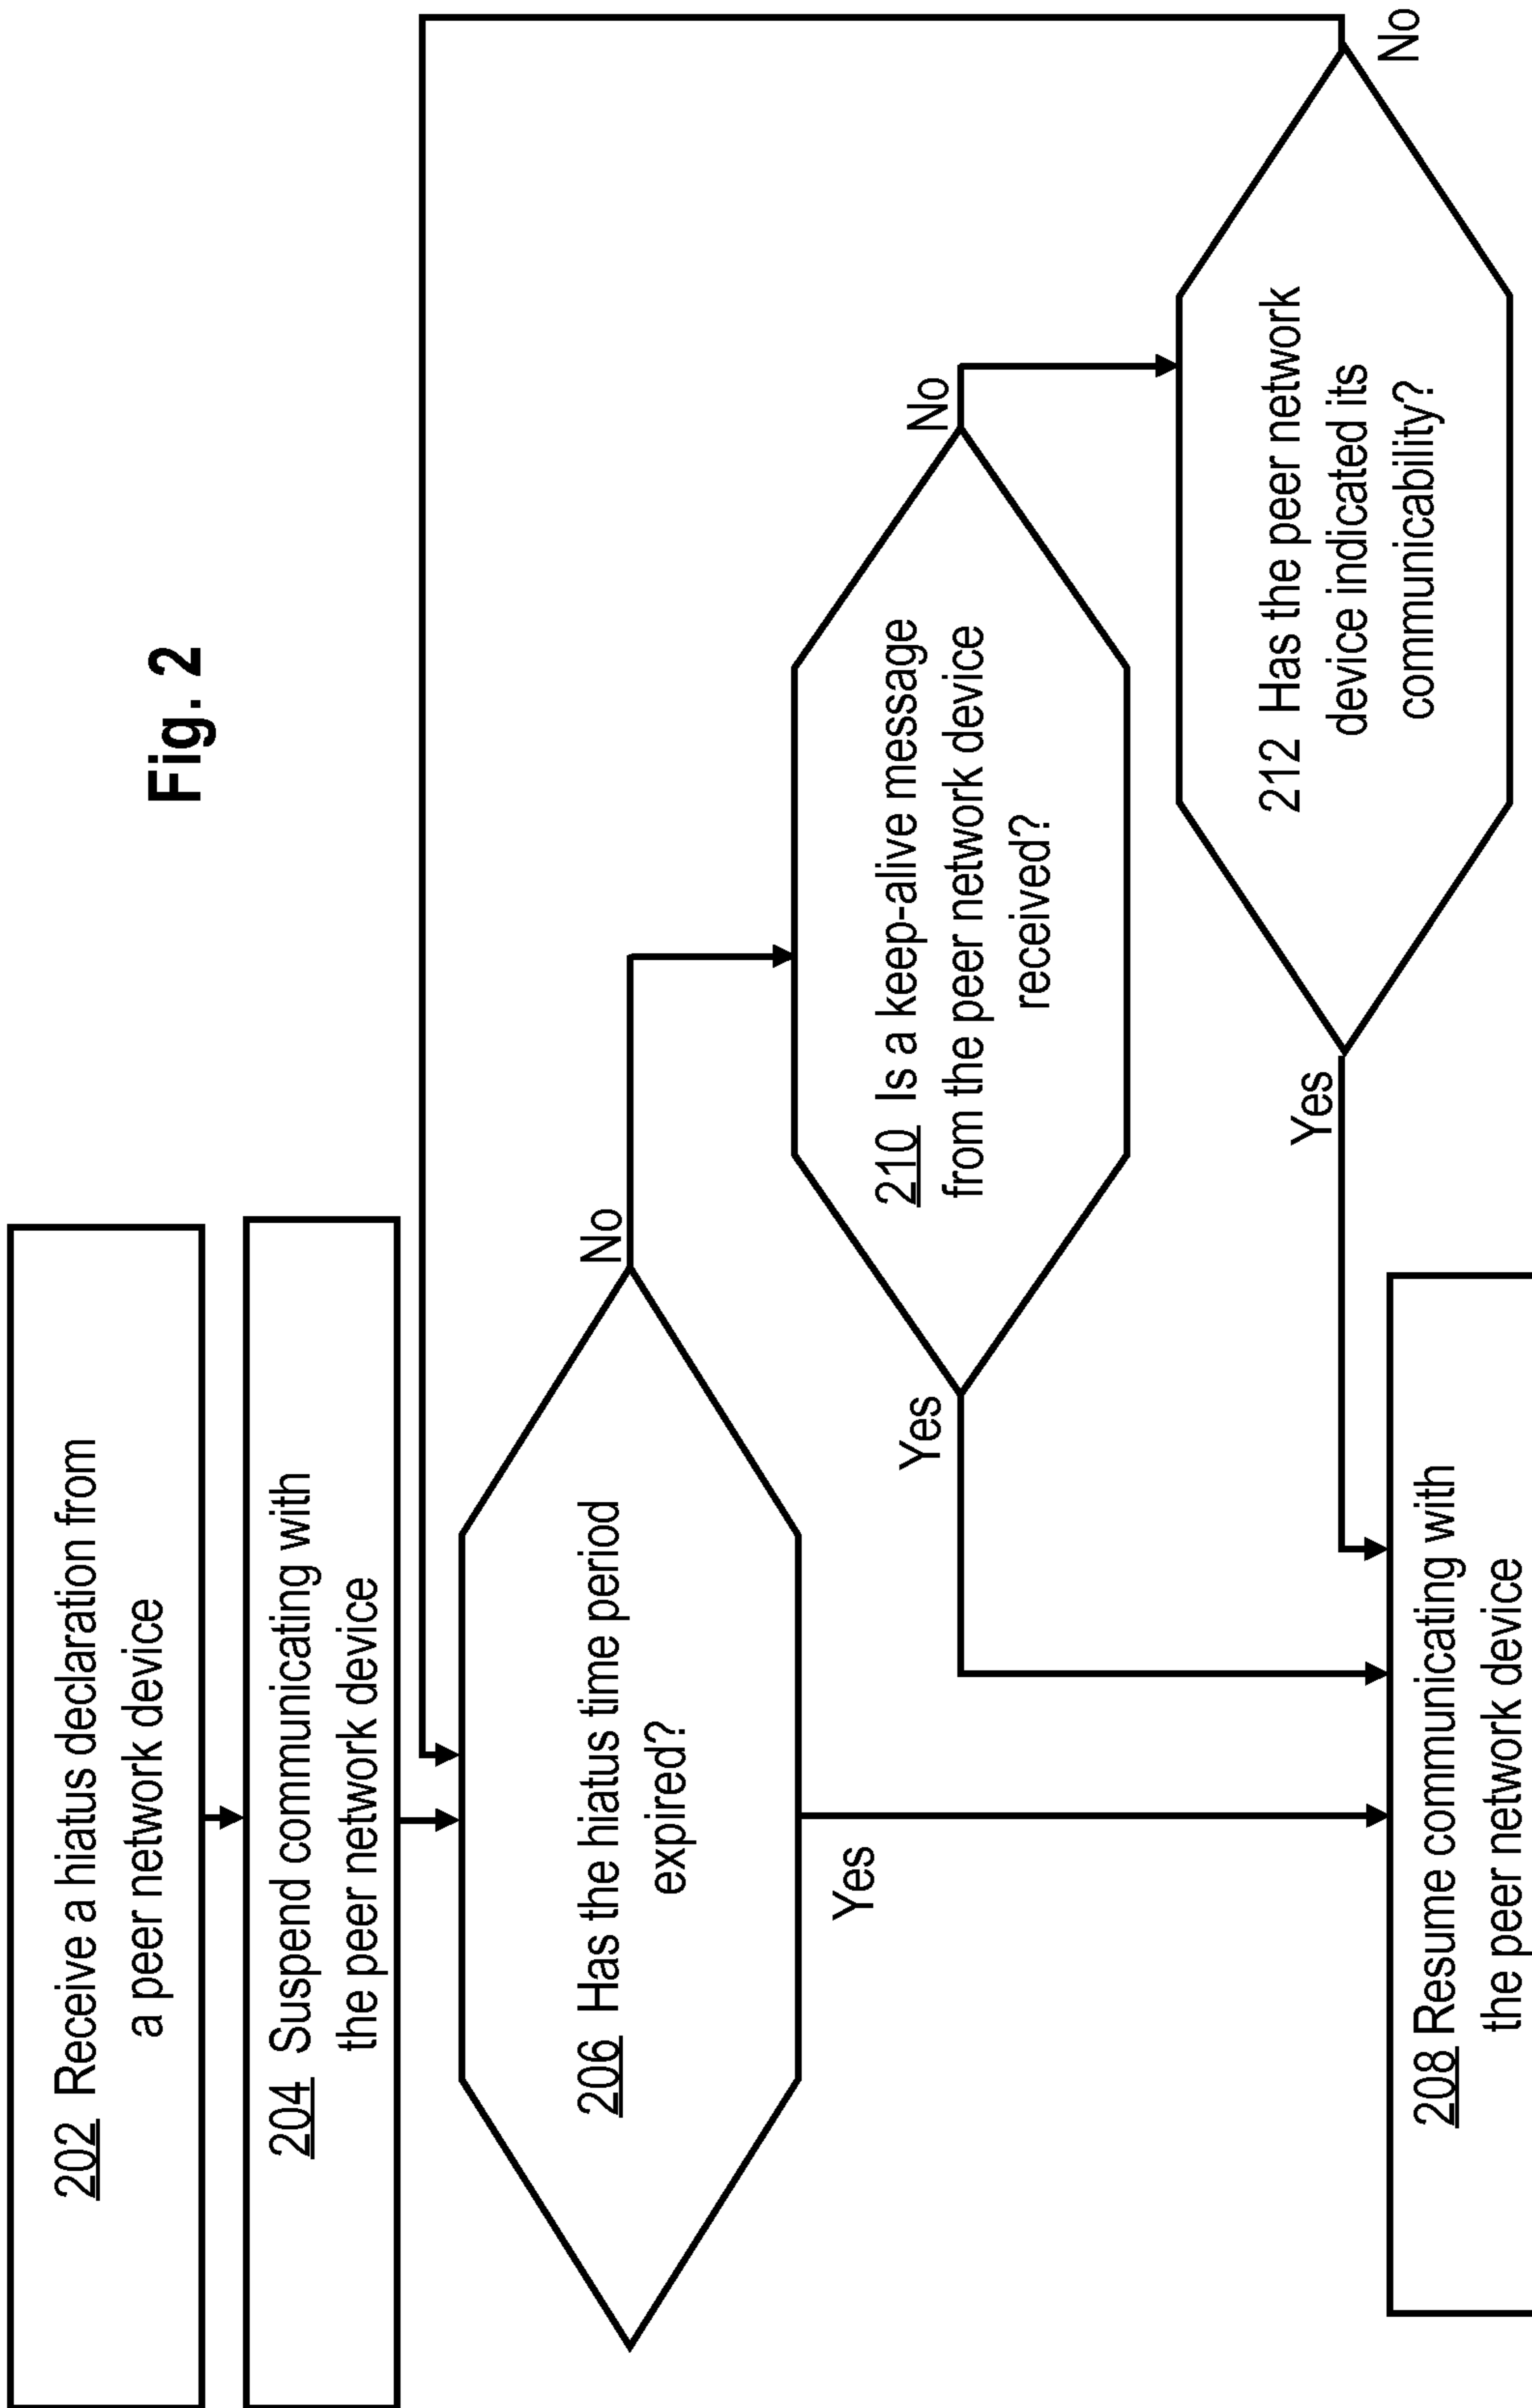 Fig. 2
202 Receive a hiatus declaration from
a peer network device
204 Suspend communicating with
the peer network device
206 Has the hiatus time period
expired?
No
Yes
210 Is a keep-alive message
from the peer network device
received?
No
Yes
212 Has the peer network
device indicated its
communicability?
No
Yes
208 Resume communicating with
the peer network device